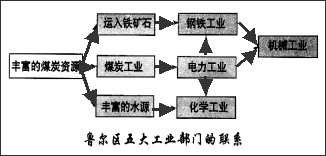 运入铁矿石
钢铁工业
机械工业
丰富的煤炭资源
煤炭工业
电力工业
丰富的水源
化学工业
鲁尔区五大工业部门的联系